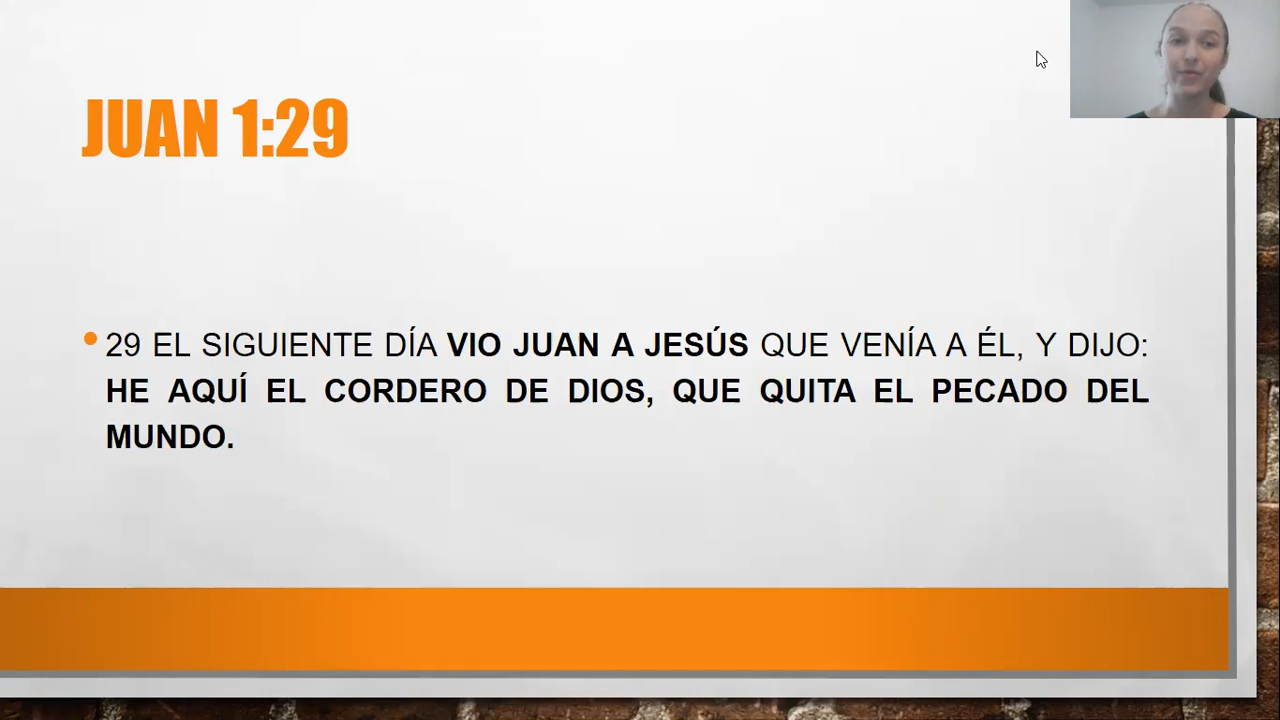 JUAN 1:29
29 EL SIGUIENTE DÍA VIO JUAN A JESÚS QUE VENÍA A ÉL, Y DIJO:
HE AQUÍ EL CORDERO DE DIOS, QUE QUITA EL PECADO DEL
MUNDO.